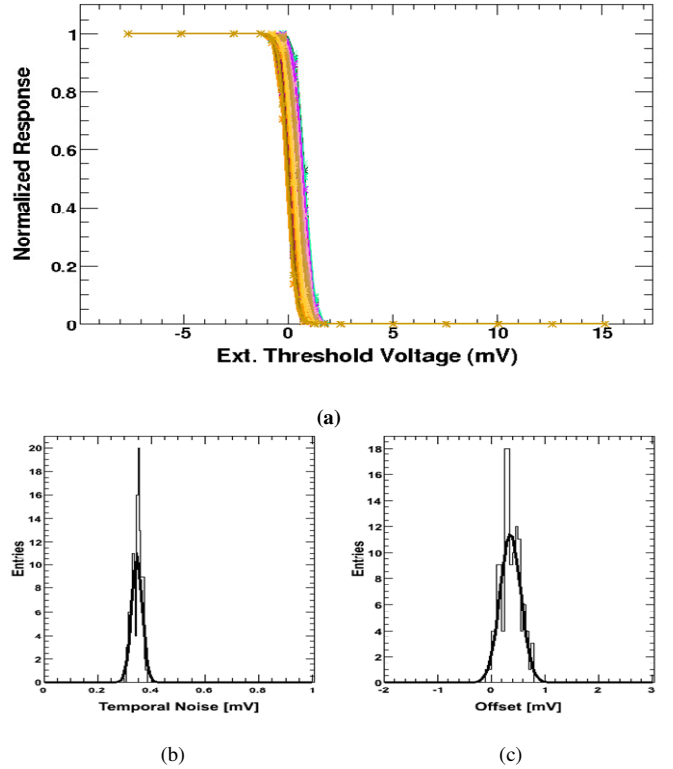 Normalized Response
1
0.8
0.6
0.4
0.2
0
-5 0 5 10 15
Ext. Threshold Voltage (mV)
(a)
Entries
20
18
16
14
12
10
8
6
4
2
0
0 0.2 0.4 0.6 0.8 1
Temporal Noise [mV]
(b)
Entries
18
16
14
12
10
8
6
4
2
0
-2 -1 0 1 2 3
Offset [mV]
(c)